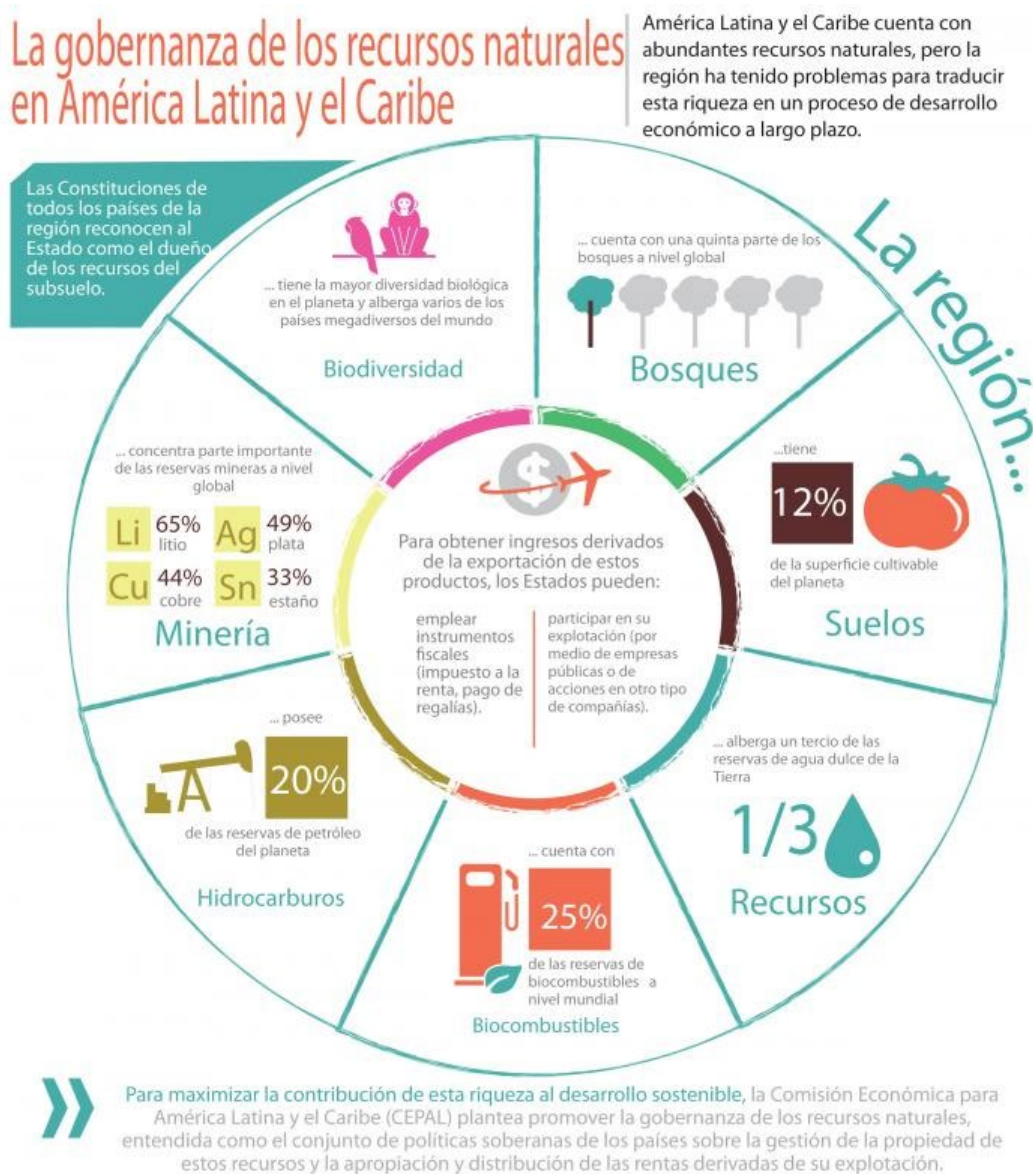 La gobernanza de los recursos naturales
en América Latina y el Caribe
América Latina y el Caribe cuenta con
abundantes recursos naturales, pero la
región ha tenido problemas para traducir
esta riqueza en un proceso de desarrollo
económico a largo plazo.
Las Constituciones de
todos los países de la
región reconocen al
Estado como el dueño
de los recursos del
subsuelo.
La región...
... tiene la mayor diversidad biológica
en el planeta y alberga varios de los
países megadiversos del mundo
Biodiversidad
... cuenta con una quinta parte de los
bosques a nivel global
Bosques
...tiene
12%
de la superficie cultivable
del planeta
Suelos
... alberga un tercio de las
reservas de agua dulce de la
Tierra
1/3
Recursos
... cuenta con
25%
de las reservas de
biocombustibles a
nivel mundial
Biocombustibles
... posee
20%
de las reservas de petróleo
del planeta
Hidrocarburos
... concentra parte importante
de las reservas mineras a nivel
global
Li 65% litio
Ag 49% plata
Cu 44% cobre
Sn 33% estaño
Minería
$
Para obtener ingresos derivados
de la exportación de estos
productos, los Estados pueden:
emplear
instrumentos
fiscales
(impuesto a la
renta, pago de
regalías).
participar en su
explotación (por
medio de empresas
públicas o de
acciones en otro tipo
de compañías).
Para maximizar la contribución de esta riqueza al desarrollo sostenible, la Comisión Económica para
América Latina y el Caribe (CEPAL) plantea promover la gobernanza de los recursos naturales,
entendida como el conjunto de políticas soberanas de los países sobre la gestión de la propiedad de
estos recursos y la apropiación y distribución de las rentas derivadas de su explotación.